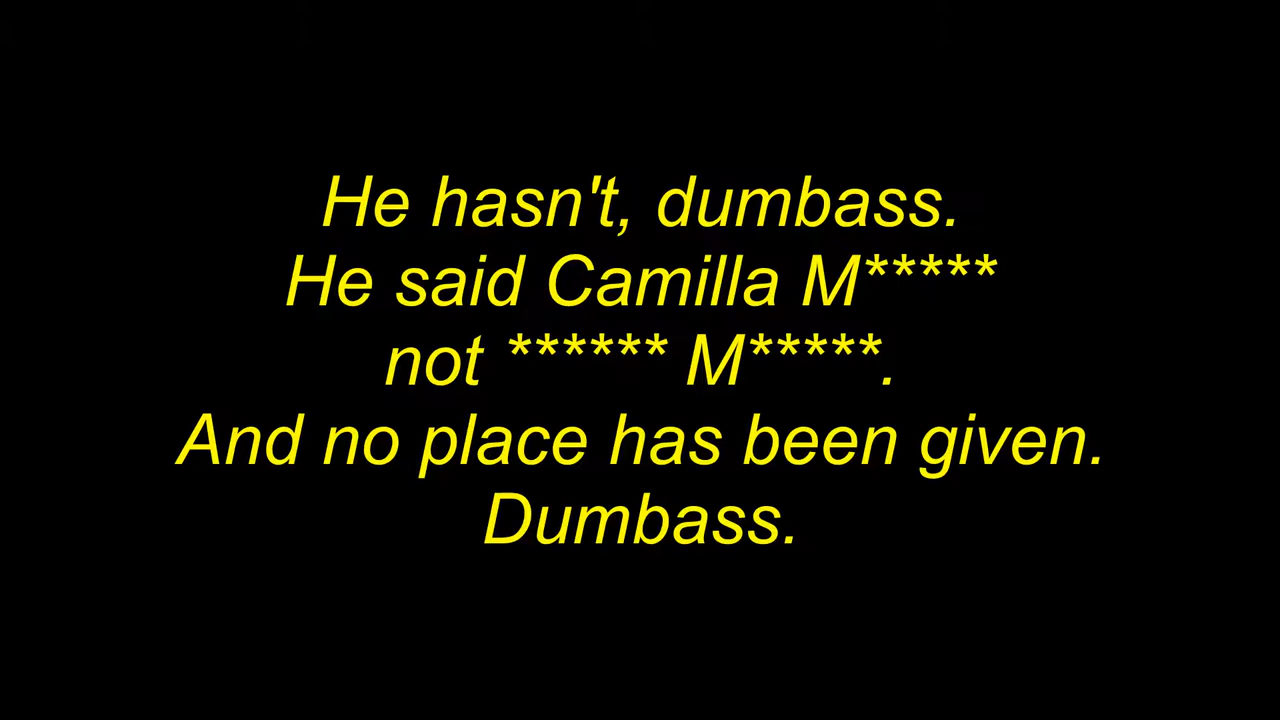 He hasn't, dumbass.
He said Camilla M*****
not ****** M*****.
And no place has been given.
Dumbass.